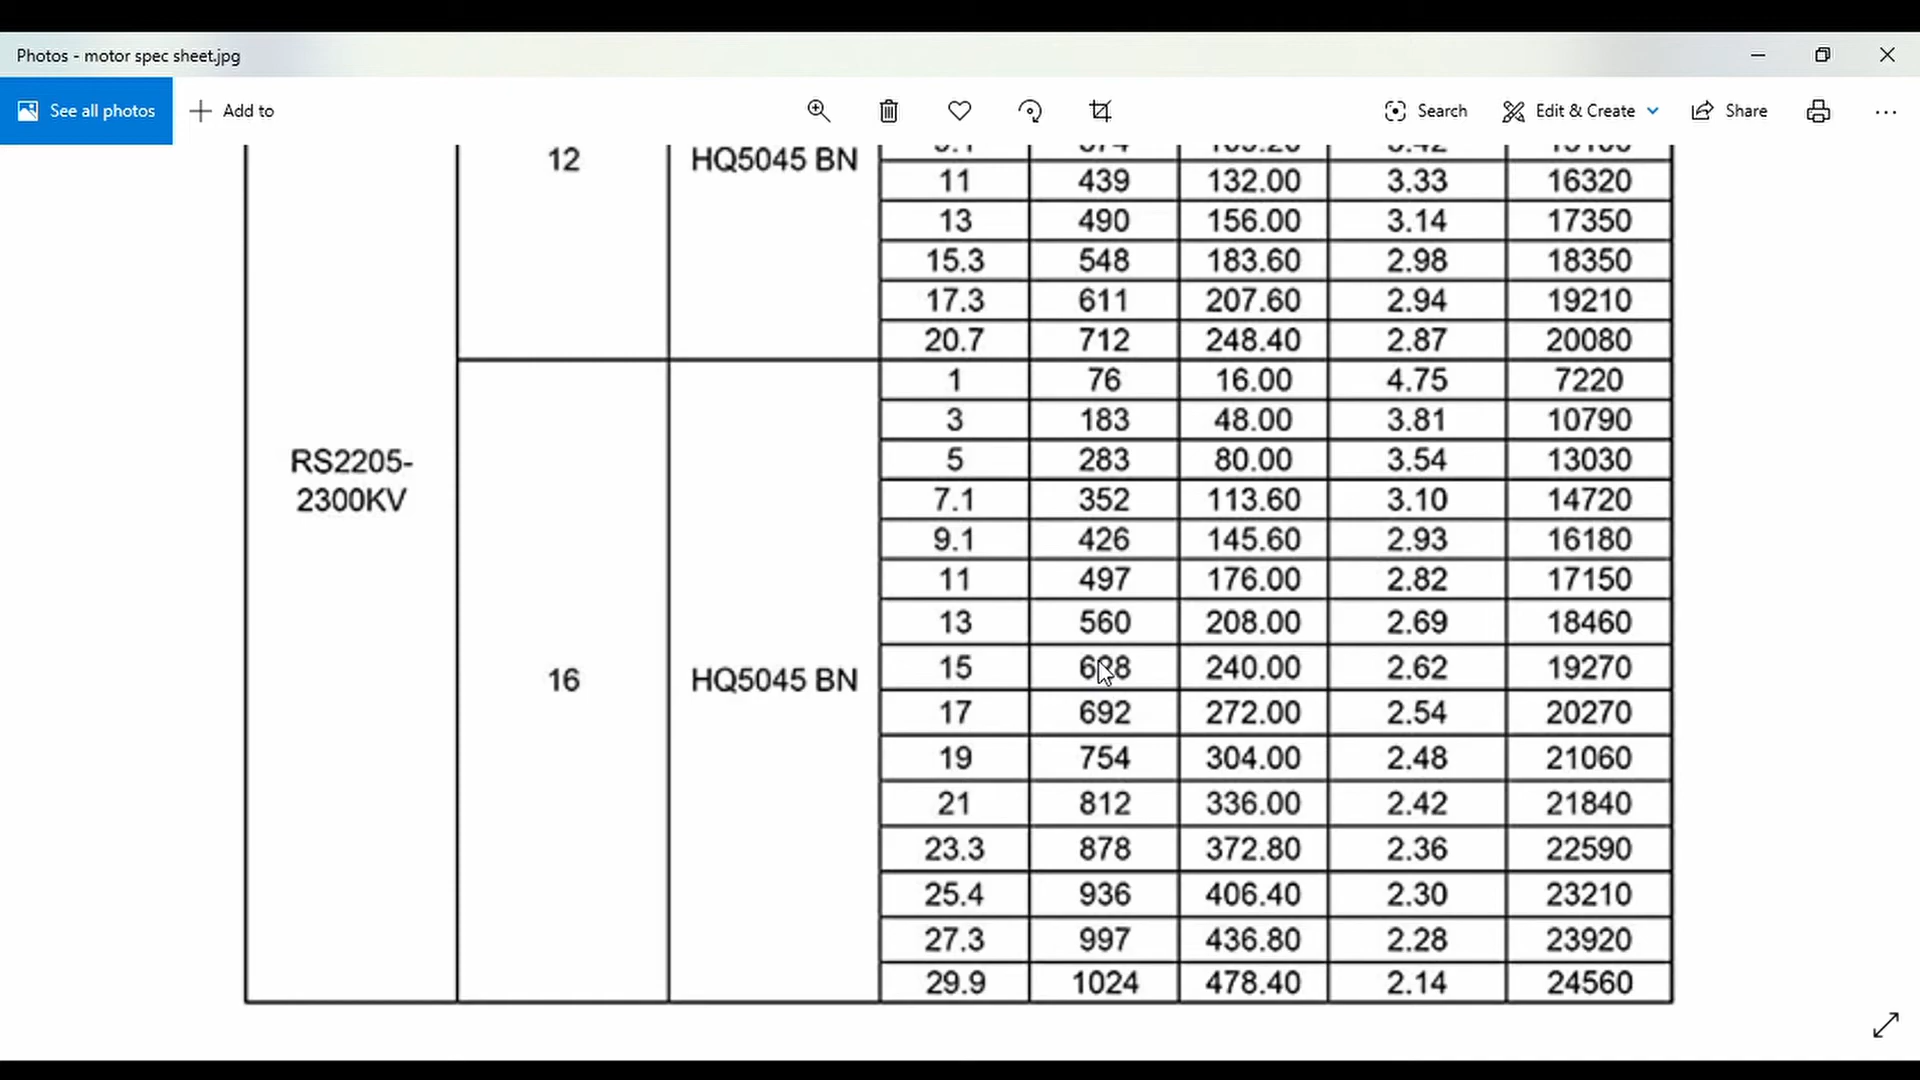 Photos - motor spec sheet.jpg
See all photos
Add to
Search
Edit & Create
Share
12 HQ5045 BN
11 439 132.00 3.33 16320
13 490 156.00 3.14 17350
15.3 548 183.60 2.98 18350
17.3 611 207.60 2.94 19210
20.7 712 248.40 2.87 20080
RS2205-
2300KV
16 HQ5045 BN
1 76 16.00 4.75 7220
3 183 48.00 3.81 10790
5 283 80.00 3.54 13030
7.1 352 113.60 3.10 14720
9.1 426 145.60 2.93 16180
11 497 176.00 2.82 17150
13 560 208.00 2.69 18460
15 240.00 2.62 19270
17 692 272.00 2.54 20270
19 754 304.00 2.48 21060
21 812 336.00 2.42 21840
23.3 878 372.80 2.36 22590
25.4 936 406.40 2.30 23210
27.3 997 436.80 2.28 23920
29.9 1024 478.40 2.14 24560